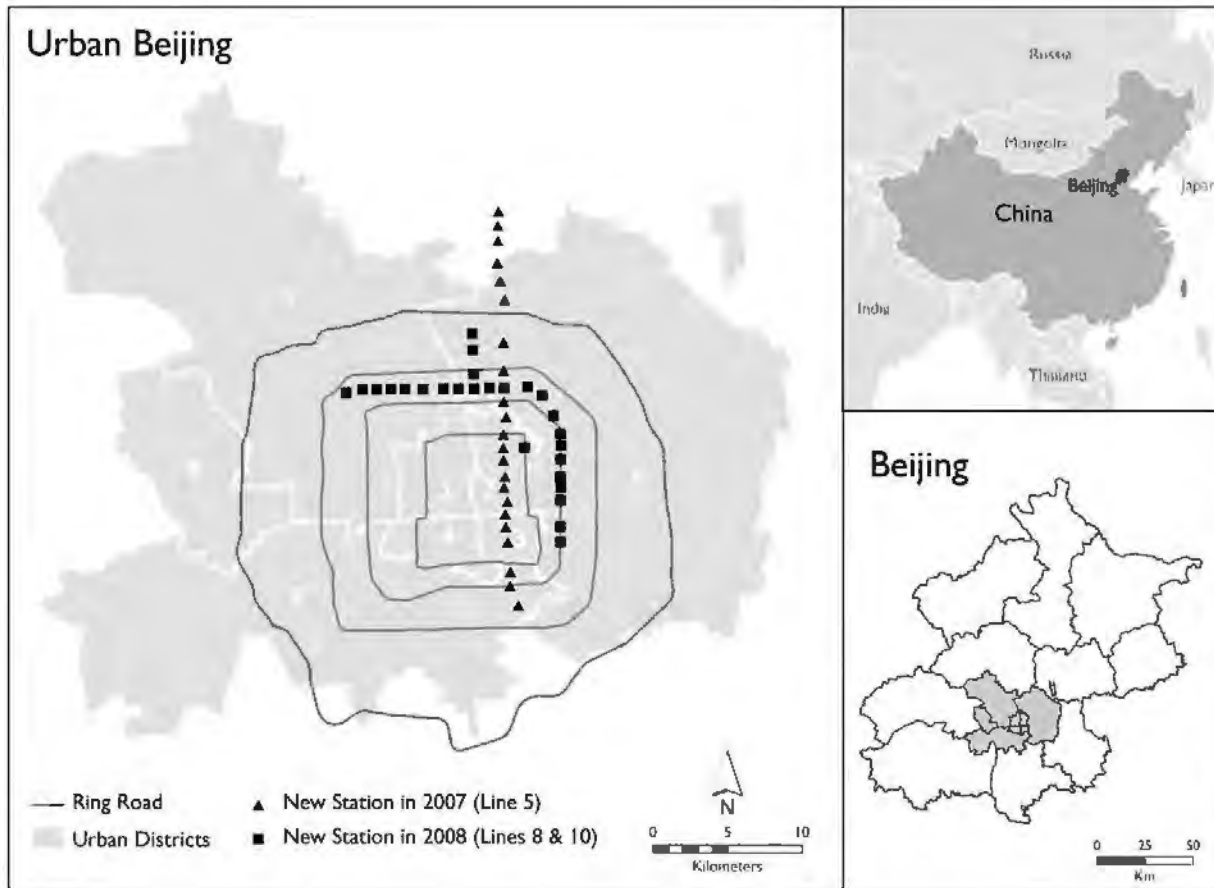 Urban Beijing
Ring Road
Urban Districts
New Station in 2007 (Line 5)
New Station in 2008 (Lines 8 & 10)
N
0 5 10
Kilometers
Russia
Mongolia
Beijing
Japan
China
India
Thailand
Beijing
0 25 50
Km